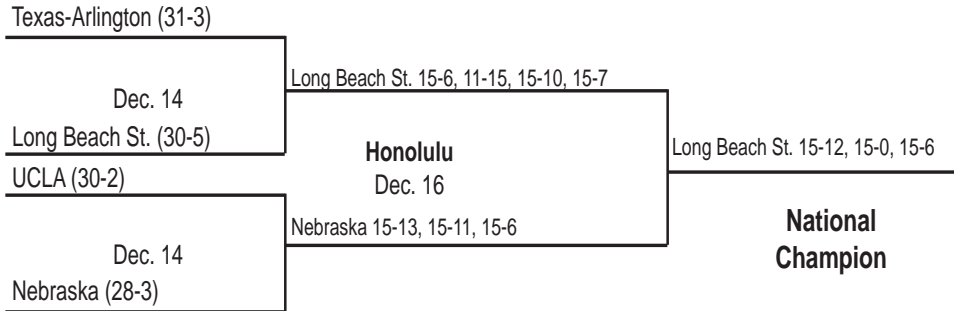 Texas-Arlington (31-3)
Long Beach St. 15-6, 11-15, 15-10, 15-7
Dec. 14
Long Beach St. (30-5)
Honolulu
Dec. 16
Long Beach St. 15-12, 15-0, 15-6
UCLA (30-2)
Nebraska 15-13, 15-11, 15-6
Dec. 14
Nebraska (28-3)
National
Champion